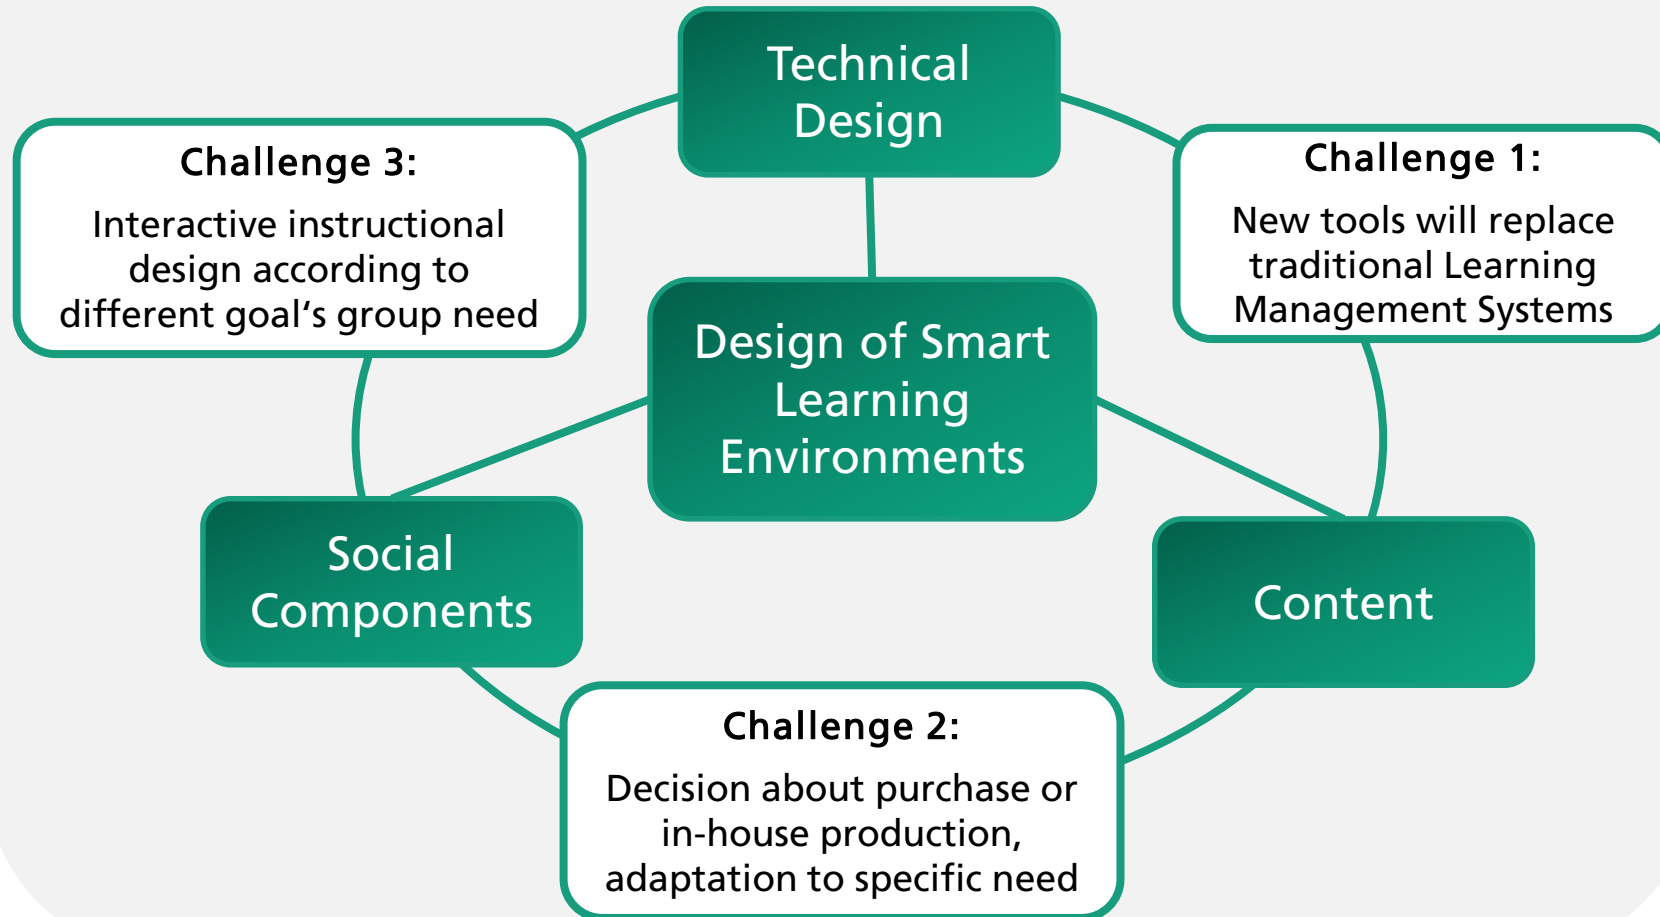 Technical
Design
Challenge 3:
Interactive instructional
design according to
different goal‘s group need
Challenge 1:
New tools will replace
traditional Learning
Management Systems
Design of Smart
Learning
Environments
Social
Components
Content
Challenge 2:
Decision about purchase or
in-house production,
adaptation to specific need